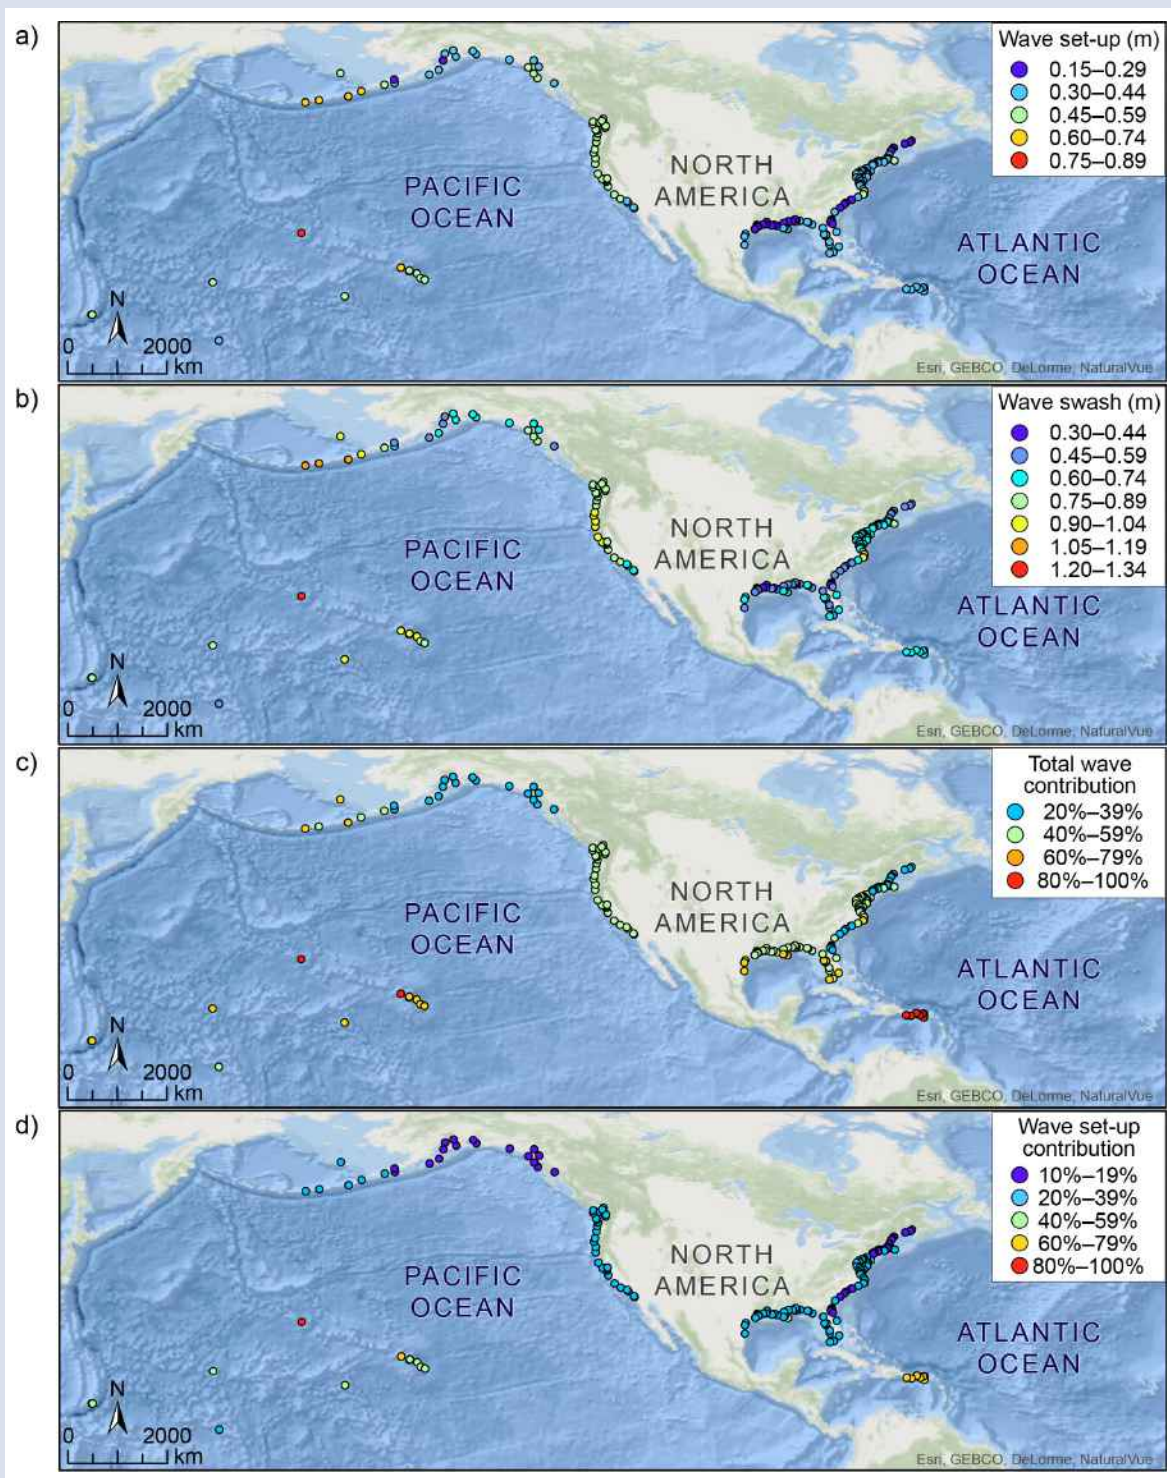 a)
Wave set-up (m)
0.15–0.29
0.30–0.44
0.45–0.59
0.60–0.74
0.75–0.89
NORTH
AMERICA
PACIFIC
OCEAN
ATLANTIC
OCEAN
N
0 2000
km
Esri, GEBCO, DeLorme, NaturalVue
b)
Wave swash (m)
0.30–0.44
0.45–0.59
0.60–0.74
0.75–0.89
0.90–1.04
1.05–1.19
1.20–1.34
NORTH
AMERICA
PACIFIC
OCEAN
ATLANTIC
OCEAN
N
0 2000
km
Esri, GEBCO, DeLorme, NaturalVue
c)
Total wave
contribution
20%–39%
40%–59%
60%–79%
80%–100%
NORTH
AMERICA
PACIFIC
OCEAN
ATLANTIC
OCEAN
N
0 2000
km
Esri, GEBCO, DeLorme, NaturalVue
d)
Wave set-up
contribution
10%–19%
20%–39%
40%–59%
60%–79%
80%–100%
NORTH
AMERICA
PACIFIC
OCEAN
ATLANTIC
OCEAN
N
0 2000
km
Esri, GEBCO, DeLorme, NaturalVue